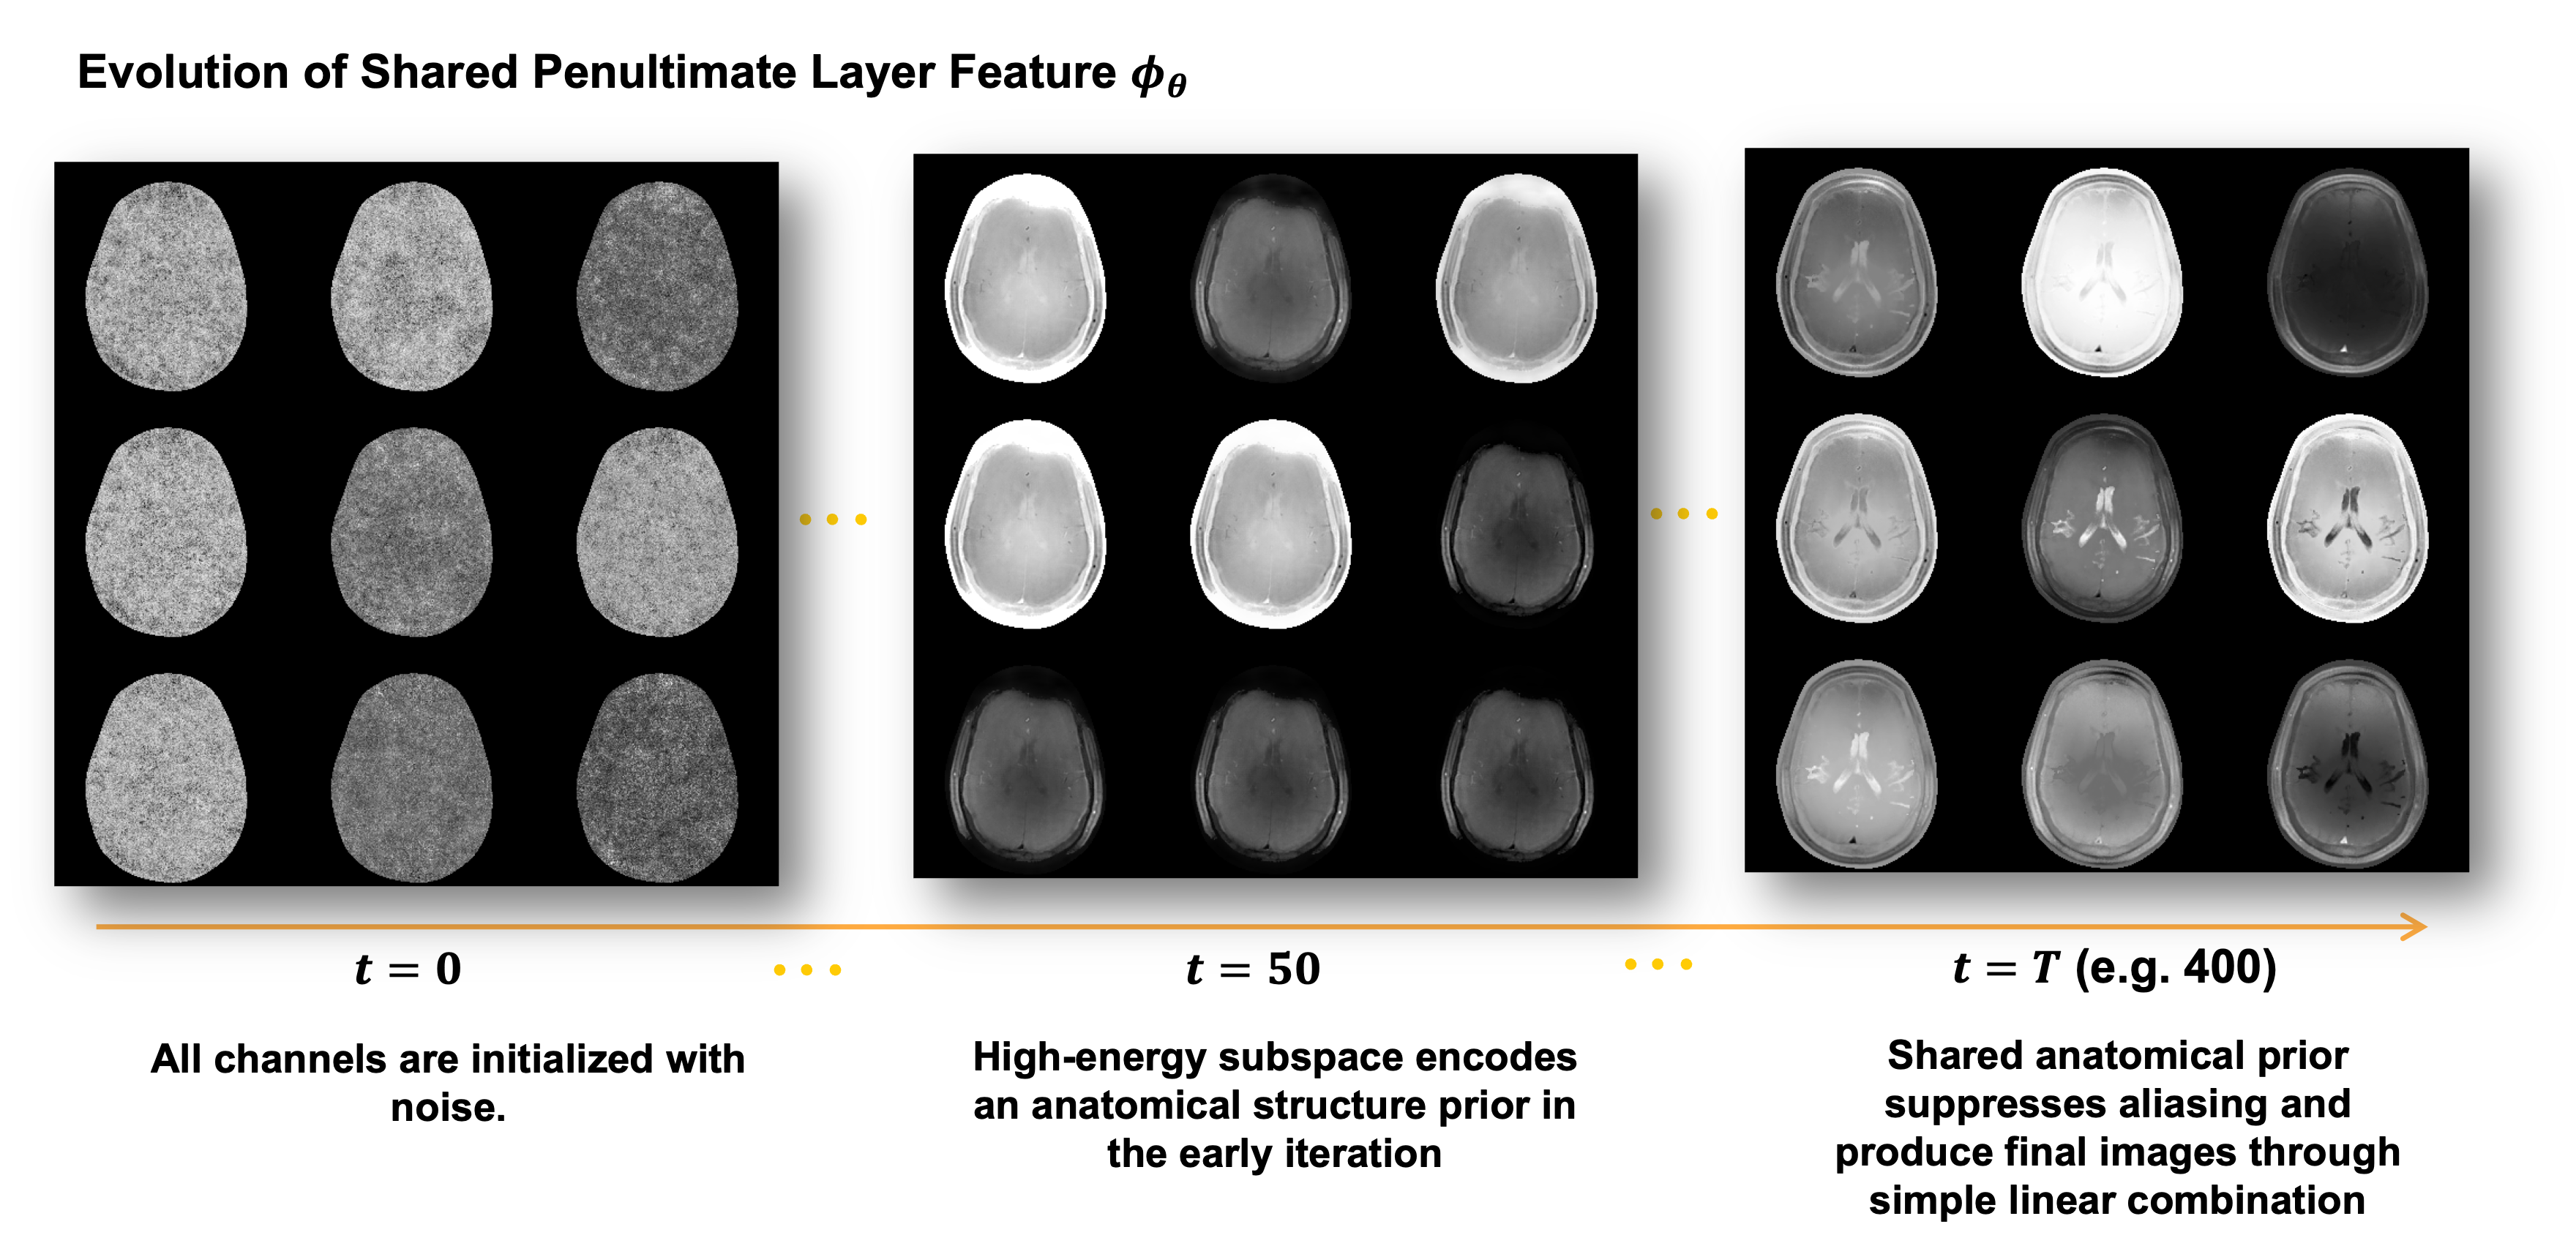 Evolution of Shared Penultimate Layer Feature ϕ_θ
t = 0
t = 50
t = T (e.g. 400)
All channels are initialized with
noise.
High-energy subspace encodes
an anatomical structure prior in
the early iteration
Shared anatomical prior
suppresses aliasing and
produce final images through
simple linear combination